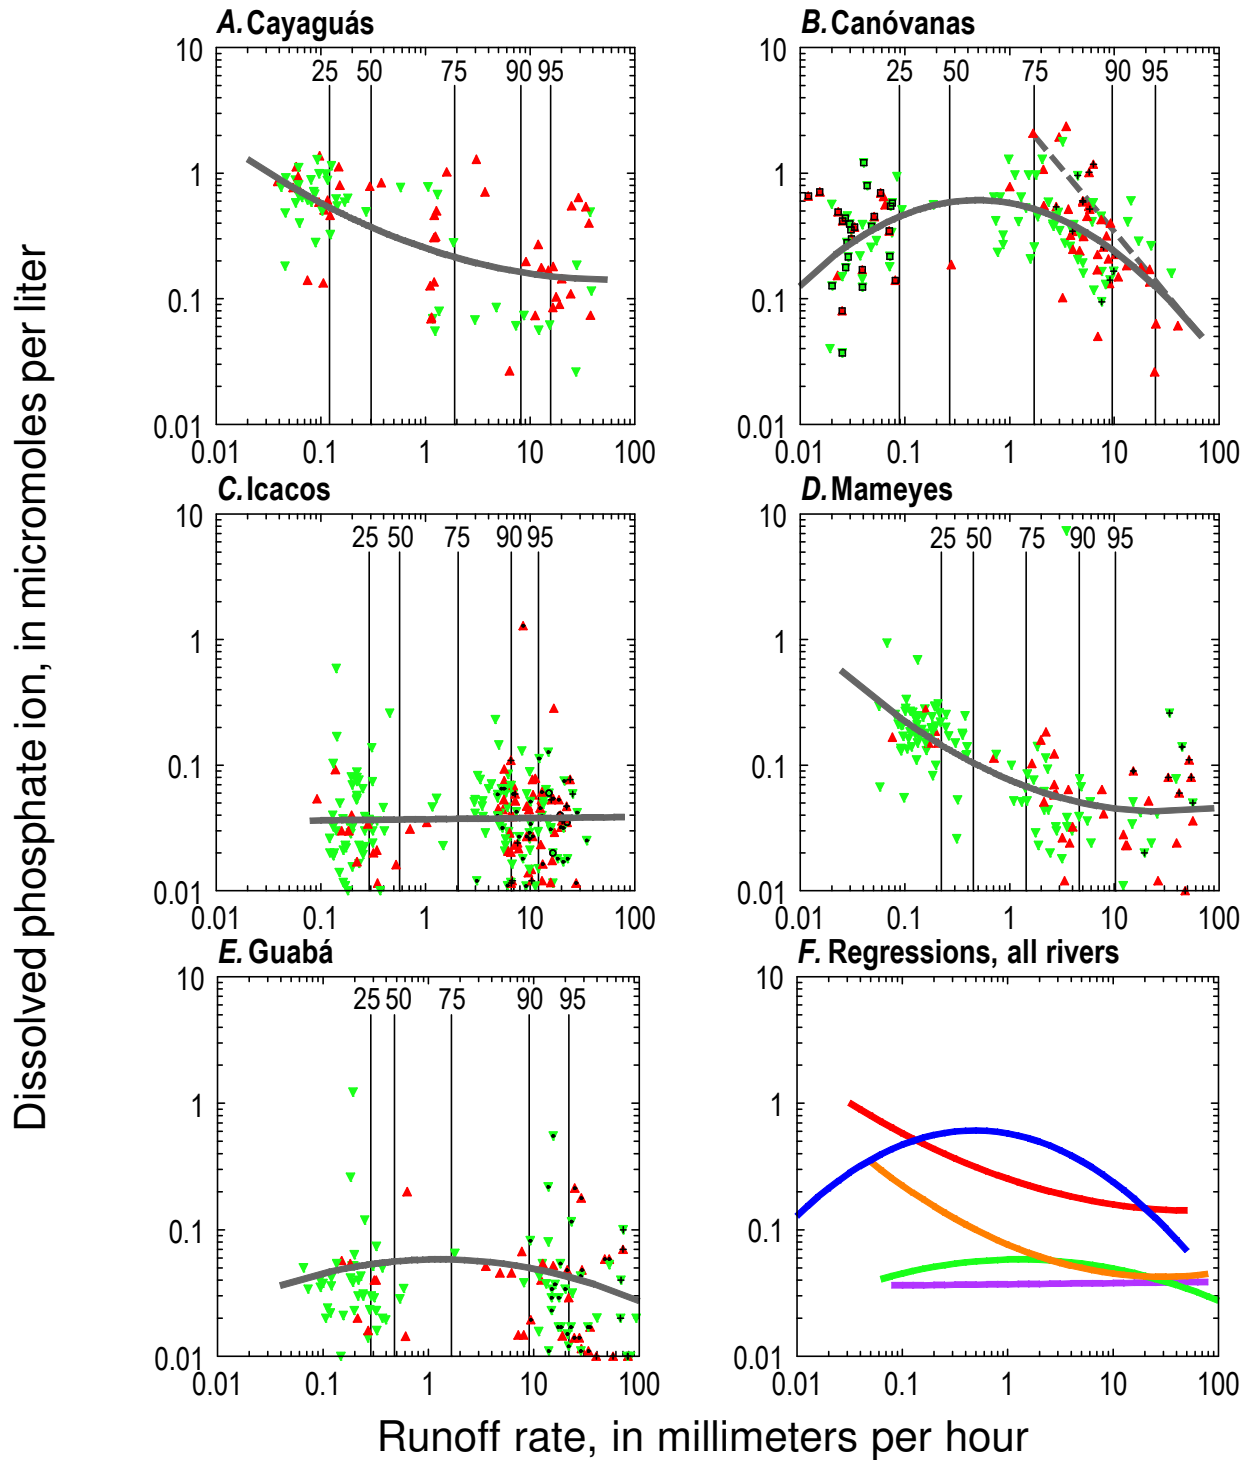 A. Cayaguás
B. Canóvanas
10
25 50 75 90 95
1
0.1
0.01
0.01 0.1 1 10 100
10
25 50 75 90 95
1
0.1
0.01
0.01 0.1 1 10 100
C. Icacos
D. Mameyes
10
25 50 75 90 95
1
0.1
0.01
0.01 0.1 1 10 100
10
25 50 75 90 95
1
0.1
0.01
0.01 0.1 1 10 100
E. Guabá
F. Regressions, all rivers
10
25 50 75 90 95
1
0.1
0.01
0.01 0.1 1 10 100
10
1
0.1
0.01
0.01 0.1 1 10 100
Dissolved phosphate ion, in micromoles per liter
Runoff rate, in millimeters per hour